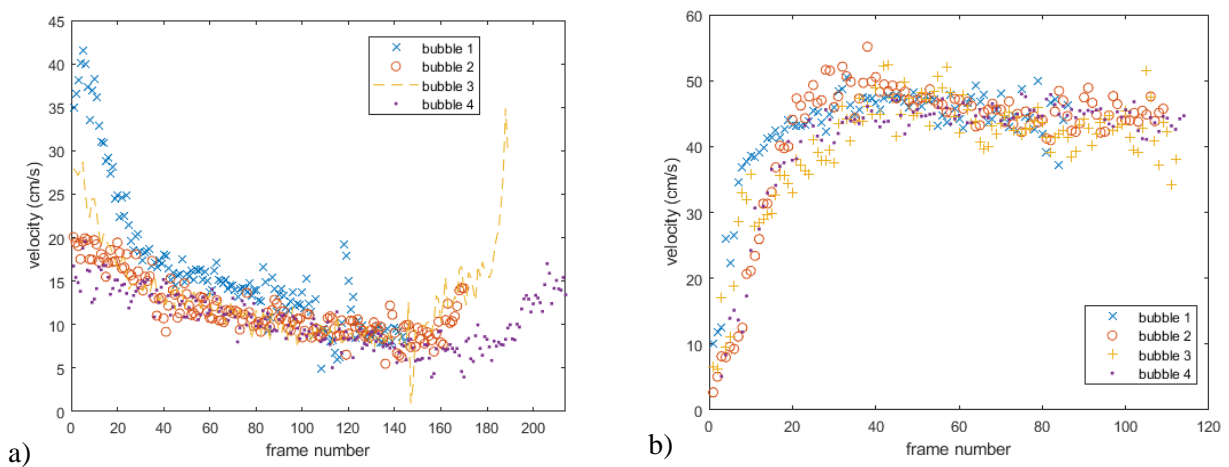 45
40
35
30
25
20
15
10
5
0
velocity (cm/s)
0 20 40 60 80 100 120 140 160 180 200
frame number
bubble 1
bubble 2
bubble 3
bubble 4
a)
60
50
40
30
20
10
0
velocity (cm/s)
0 20 40 60 80 100 120
frame number
bubble 1
bubble 2
bubble 3
bubble 4
b)